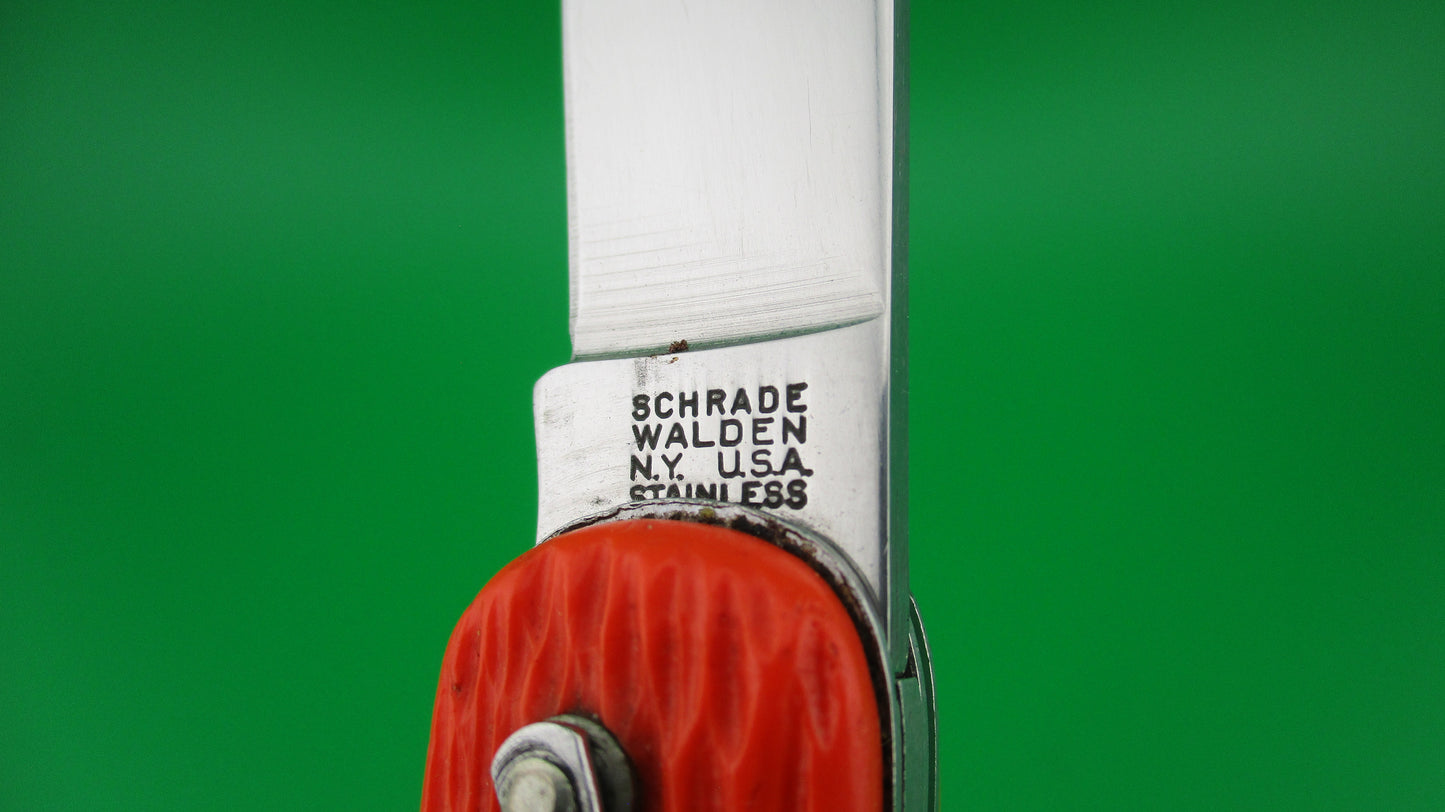 SCHRADE
WALDEN
N.Y. U.S.A.
STAINLESS